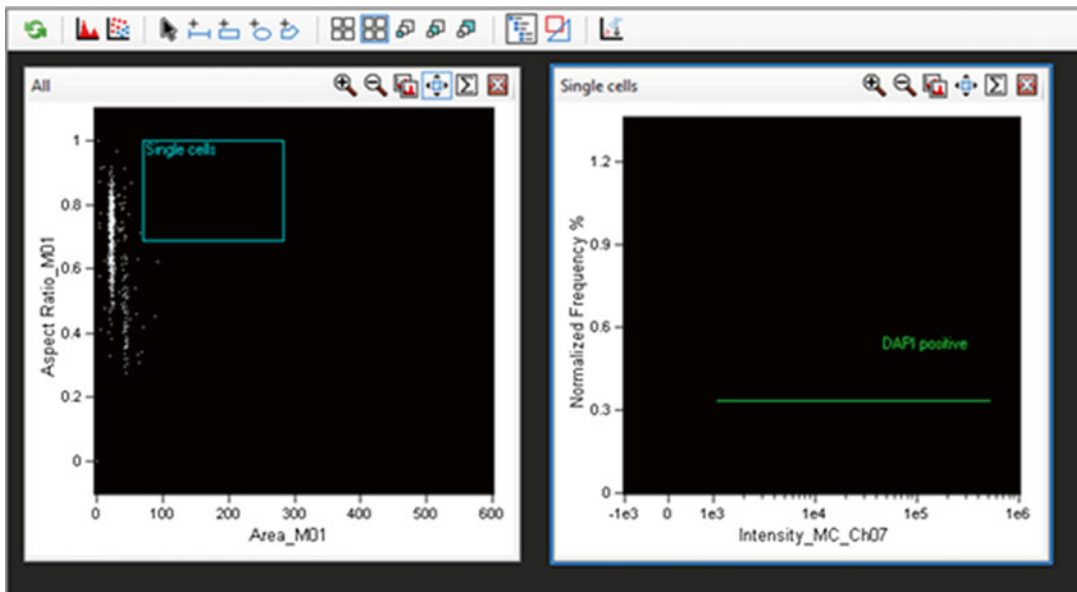 All
Single cells
1
0.8
0.6
0.4
0.2
0
Aspect Ratio_M01
0 100 200 300 400 500 600
Area_M01
Single cells
DAPI positive
1.2
0.9
0.6
0.3
0
Normalized Frequency %
-1e3 0 1e3 1e4 1e5 1e6
Intensity_MC_Ch07